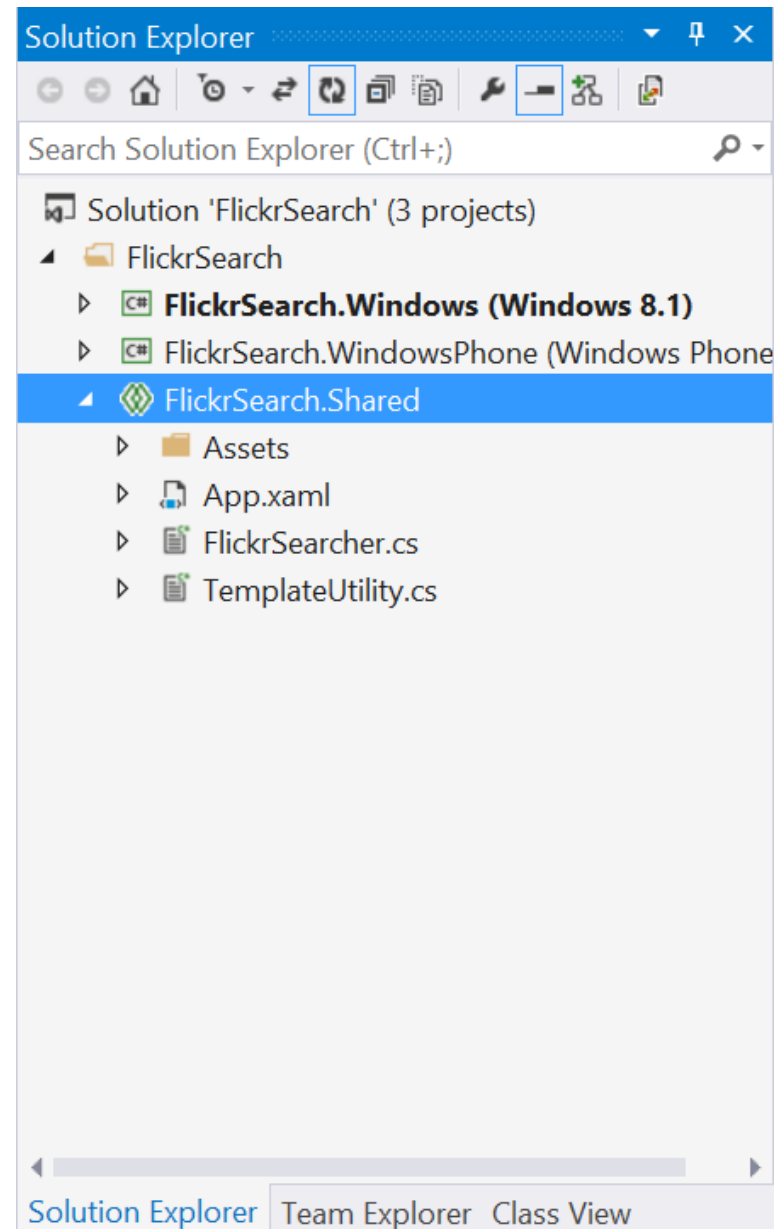 Solution Explorer
Search Solution Explorer (Ctrl+;)
Solution 'FlickrSearch' (3 projects)
FlickrSearch
C# FlickrSearch.Windows (Windows 8.1)
C# FlickrSearch.WindowsPhone (Windows Phone
FlickrSearch.Shared
Assets
App.xaml
FlickrSearcher.cs
TemplateUtility.cs
Solution Explorer Team Explorer Class View